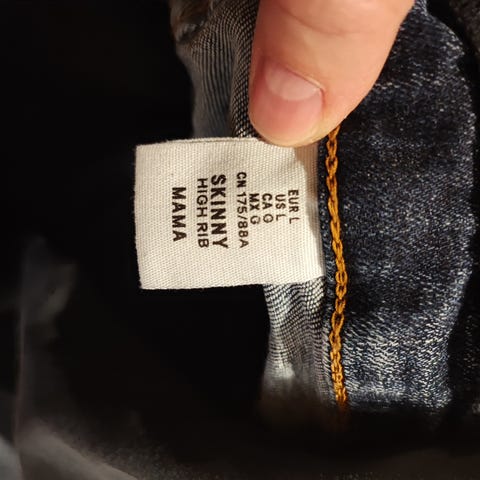 EUR L
US L
CA G
MX G
CN 175/88A
SKINNY
HIGH RIB
MAMA